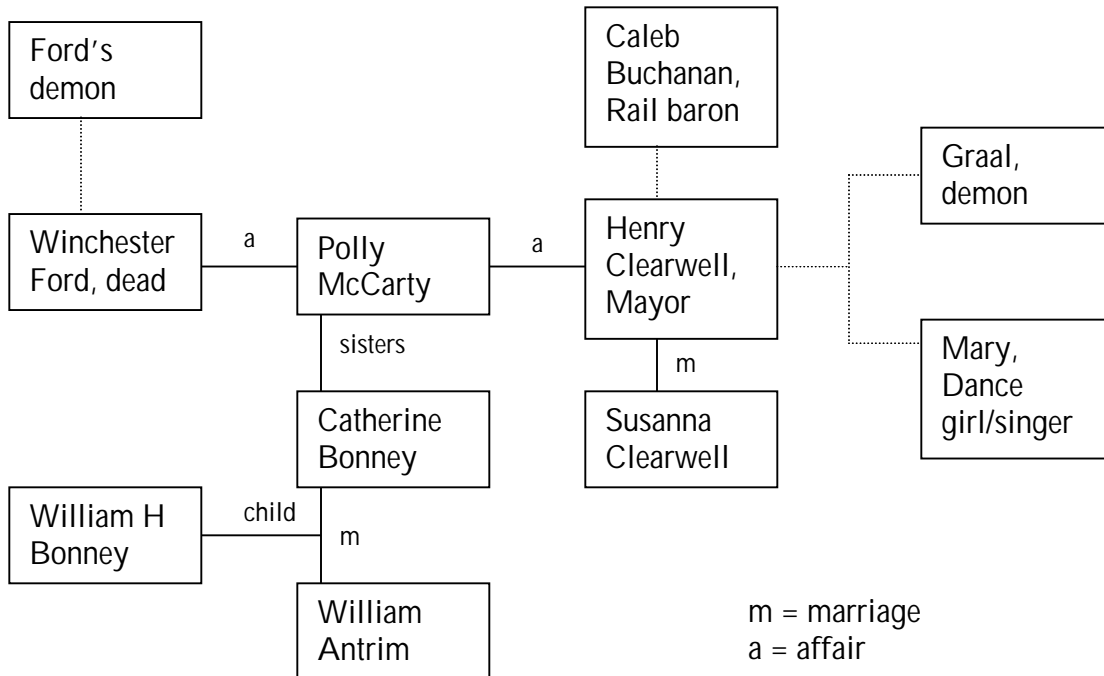 Ford's
demon
Caleb
Buchanan,
Rail baron
Graal,
demon
Winchester
Ford, dead
a
Polly
McCarty
a
Henry
Clearwell,
Mayor
sisters
m
Mary,
Dance
girl/singer
Catherine
Bonney
Susanna
Clearwell
William H
Bonney
child
m
William
Antrim
m = marriage
a = affair